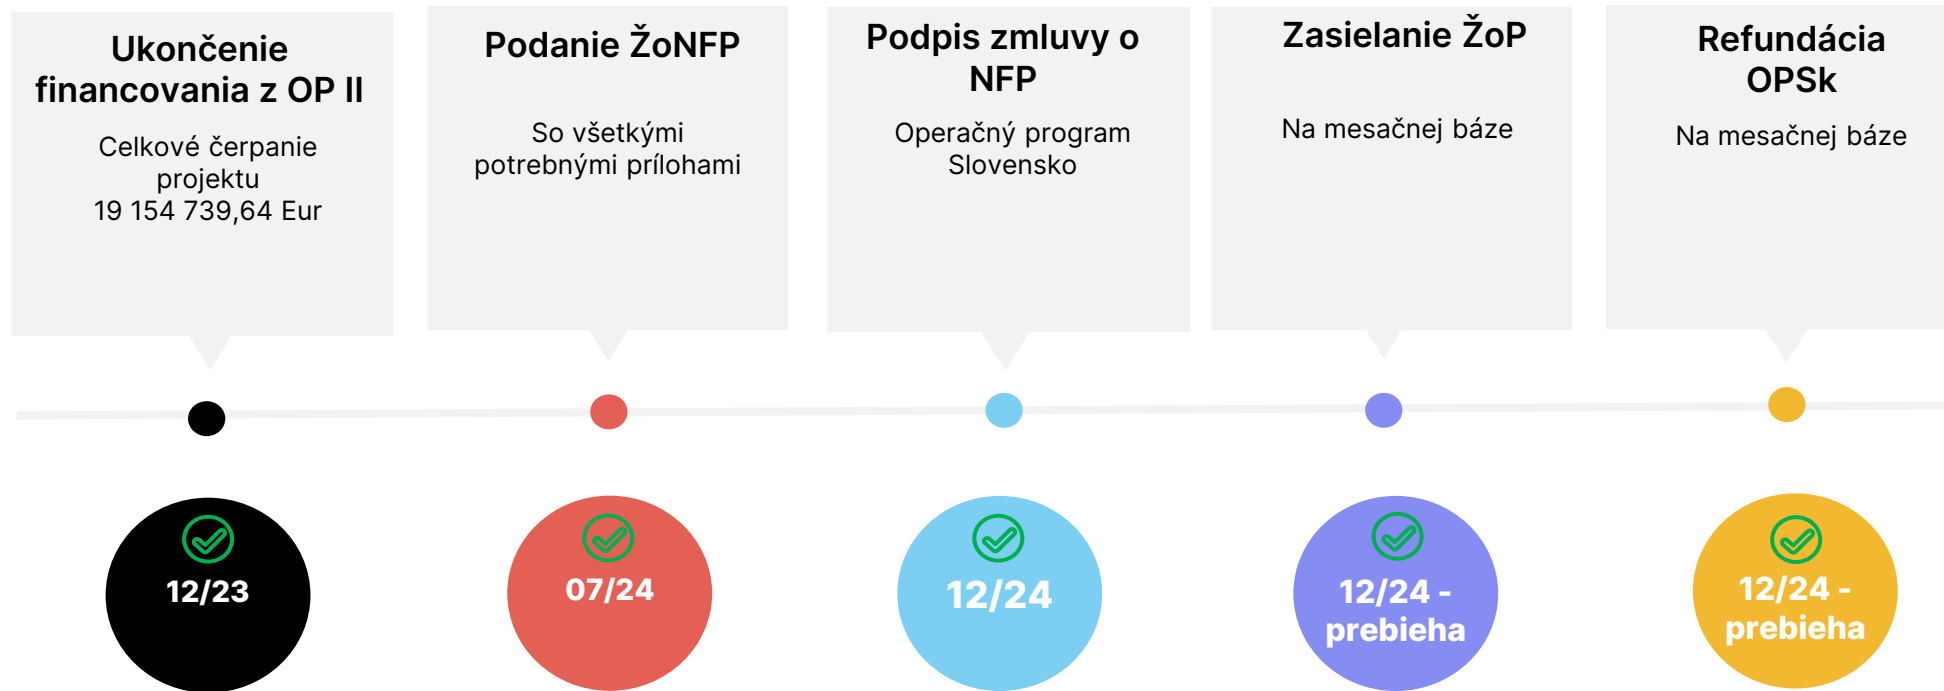 Ukončenie
financovania z OP II
Celkové čerpanie
projektu
19 154 739,64 Eur
Podanie ŽoNFP
So všetkými
potrebnými prílohami
Podpis zmluvy o
NFP
Operačný program
Slovensko
Zasielanie ŽoP
Na mesačnej báze
Refundácia
OPSk
Na mesačnej báze
12/23
07/24
12/24
12/24 -
prebieha
12/24 -
prebieha